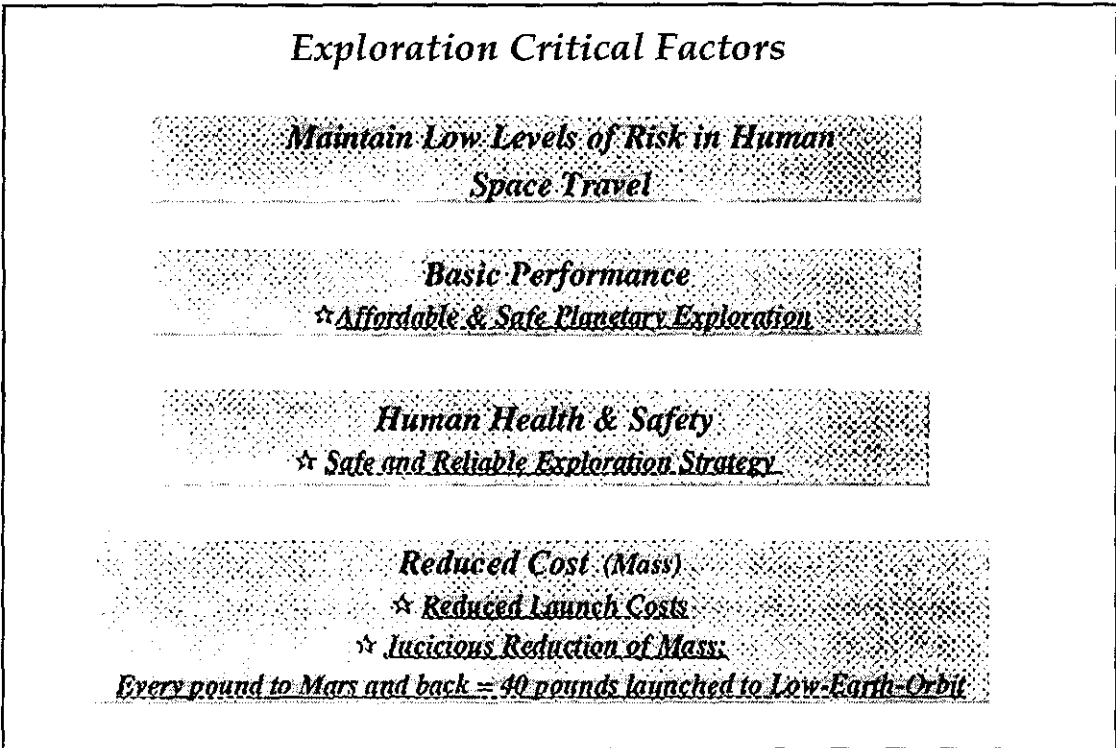 Exploration Critical Factors
Maintain Low Levels of Risk in Human
Space Travel
Basic Performance
☆Affordable & Safe Planetary Exploration
Human Health & Safety
☆ Safe and Reliable Exploration Strategy
Reduced Cost (Mass)
☆ Reduced Launch Costs
☆ Jucicious Reduction of Mass:
Every pound to Mars and back = 40 pounds launched to Low-Earth-Orbit